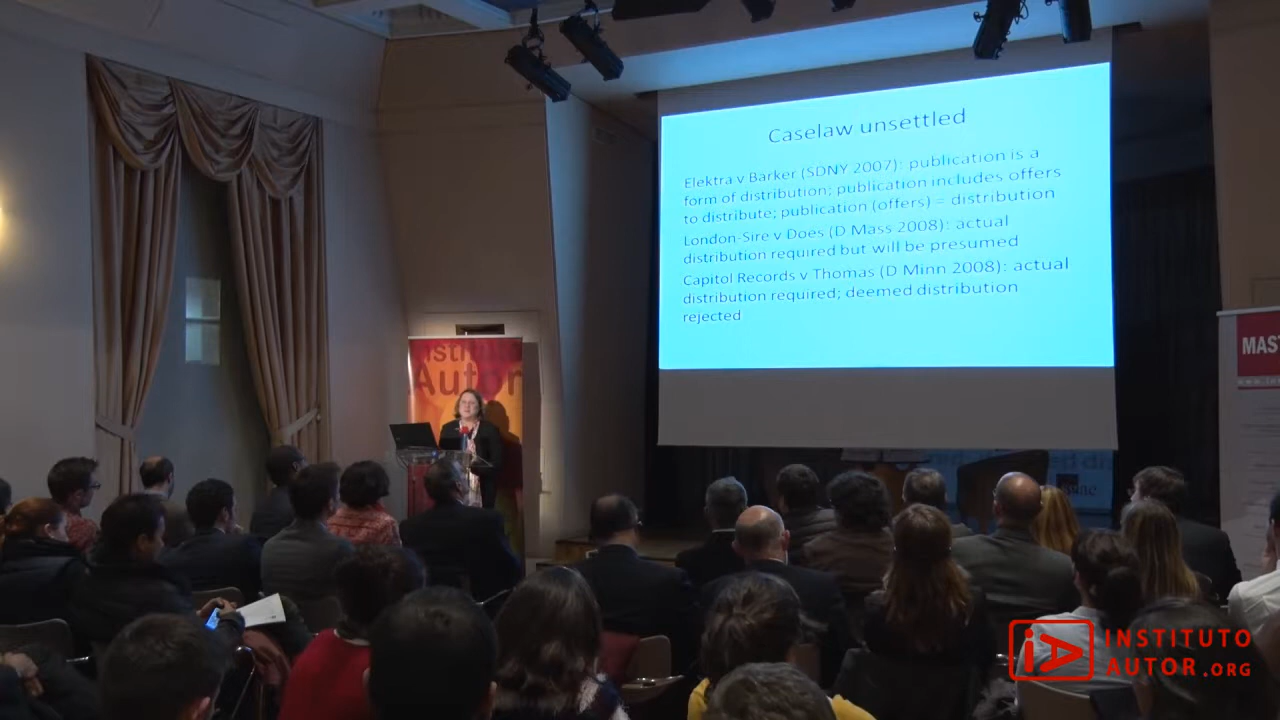 Caselaw unsettled
Elektra v Barker (SDNY 2007): publication is a
form of distribution; publication includes offers
to distribute; publication (offers) = distribution
London-Sire v Does (D Mass 2008): actual
distribution required but will be presumed
Capitol Records v Thomas (D Minn 2008): actual
distribution required; deemed distribution
rejected
Instituto
Autor
MAS
INSTITUTO
AUTOR.ORG